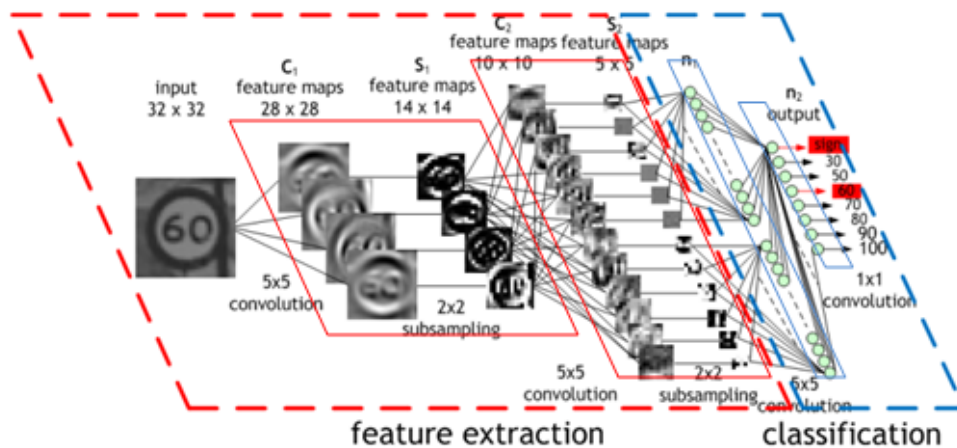 input
32 x 32
C1
feature maps
28 x 28
S1
feature maps
14 x 14
C2
feature maps
10 x 10
S2
feature maps
5 x 5
n1
n2
output
60
sign
30
50
60
70
80
90
100
5x5
convolution
2x2
subsampling
5x5
convolution
2x2
subsampling
5x5
convolution
1x1
convolution
feature extraction
classification